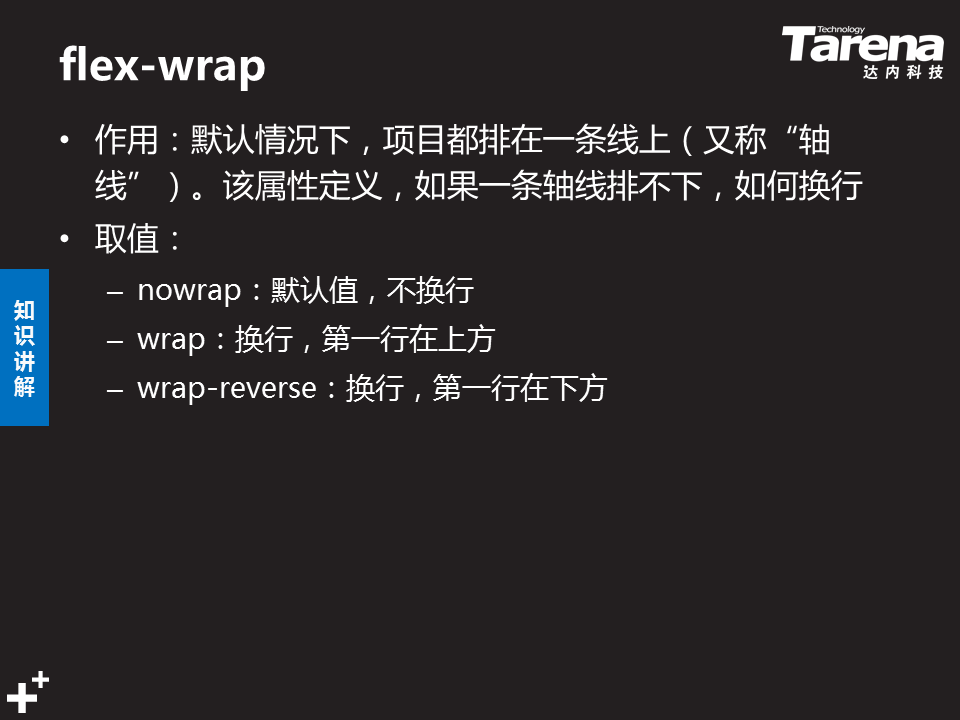 flex-wrap
Technology
Tarena
达内科技
• 作用：默认情况下，项目都排在一条线上（又称“轴
线”）。该属性定义，如果一条轴线排不下，如何换行
• 取值：
– nowrap：默认值，不换行
– wrap：换行，第一行在上方
– wrap-reverse：换行，第一行在下方
知
识
讲
解